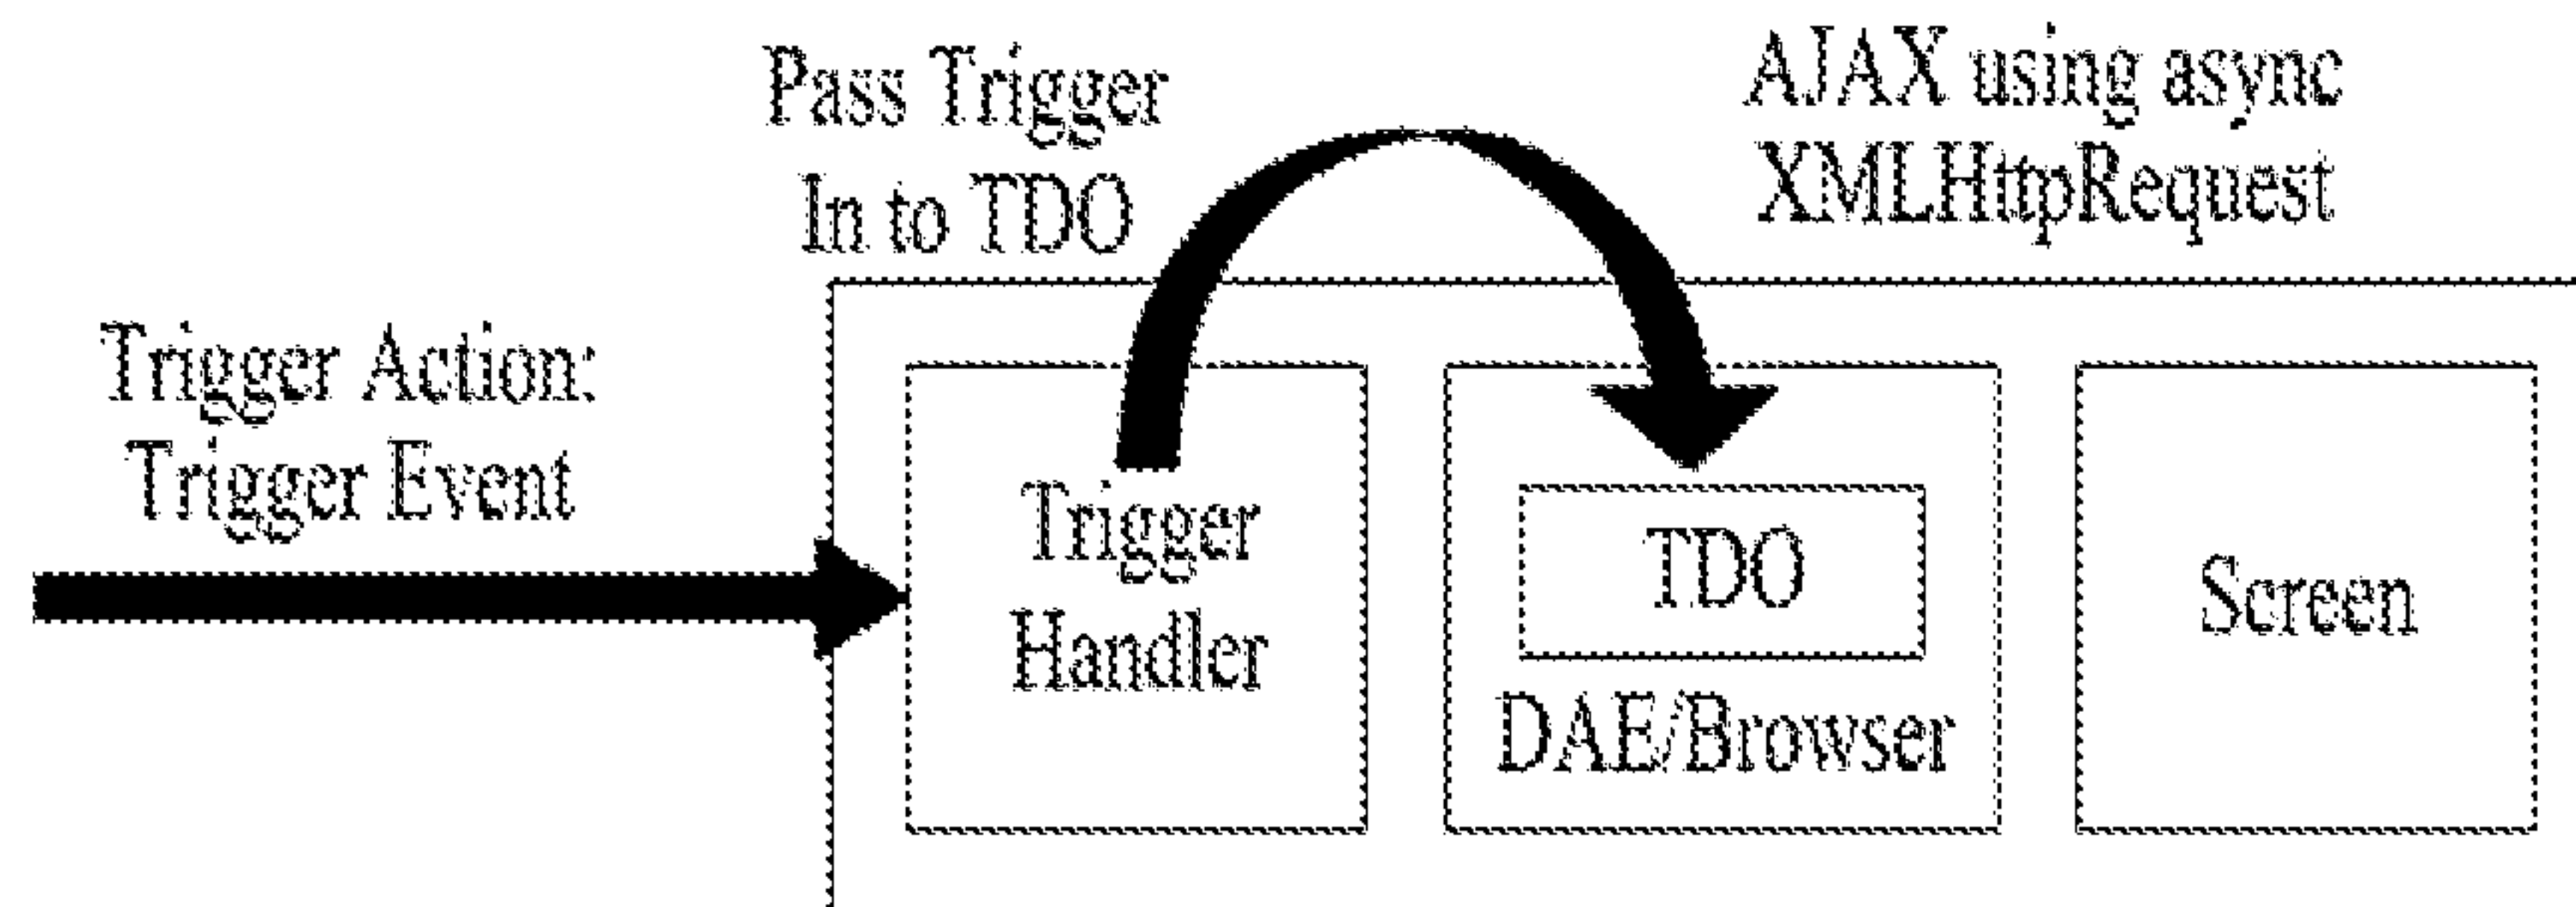 Pass Trigger
In to TDO
AJAX using async
XMLHttpRequest
Trigger Action:
Trigger Event
Trigger
Handler
TDO
DAE/Browser
Screen